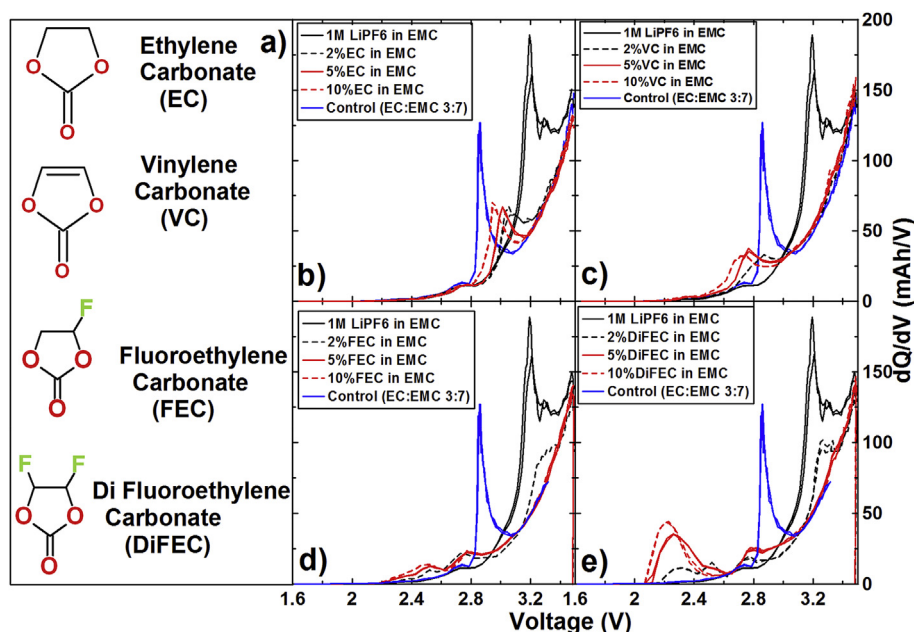 a)
O
O
O
Ethylene
Carbonate
(EC)
O
O
O
Vinylene
Carbonate
(VC)
F
O
O
O
Fluoroethylene
Carbonate
(FEC)
F
F
O
O
O
Di Fluoroethylene
Carbonate
(DiFEC)
1M LiPF6 in EMC
2%EC in EMC
5%EC in EMC
10%EC in EMC
Control (EC:EMC 3:7)
b)
1M LiPF6 in EMC
2%VC in EMC
5%VC in EMC
10%VC in EMC
Control (EC:EMC 3:7)
c)
200
150
100
50
0
1M LiPF6 in EMC
2%FEC in EMC
5%FEC in EMC
10%FEC in EMC
Control (EC:EMC 3:7)
d)
1M LiPF6 in EMC
2%DiFEC in EMC
5%DiFEC in EMC
10%DiFEC in EMC
Control (EC:EMC 3:7)
e)
150
100
50
0
dQ/dV (mAh/V)
1.6 2 2.4 2.8 3.2 1.6 2 2.4 2.8 3.2
Voltage (V)